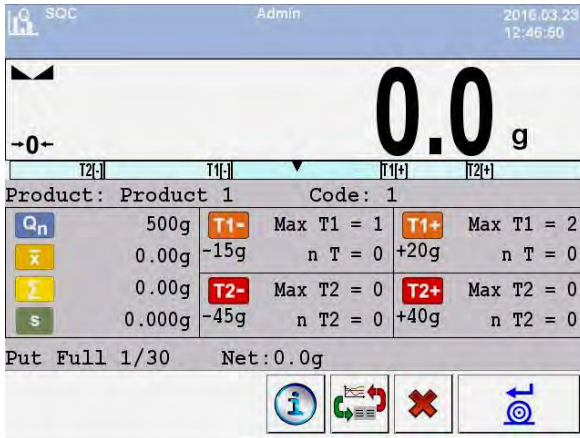 SQC Admin 2016.03.23
12:46:50
0.0 g
→0←
T2[-] T1[-] T1[+] T2[+]
Product: Product 1 Code: 1
Qn 500g T1- Max T1 = 1 T1+ Max T1 = 2
x̄ 0.00g -15g n T = 0 +20g n T = 0
Σ 0.00g T2- Max T2 = 0 T2+ Max T2 = 0
s 0.000g -45g n T2 = 0 +40g n T2 = 0
Put Full 1/30 Net:0.0g
i